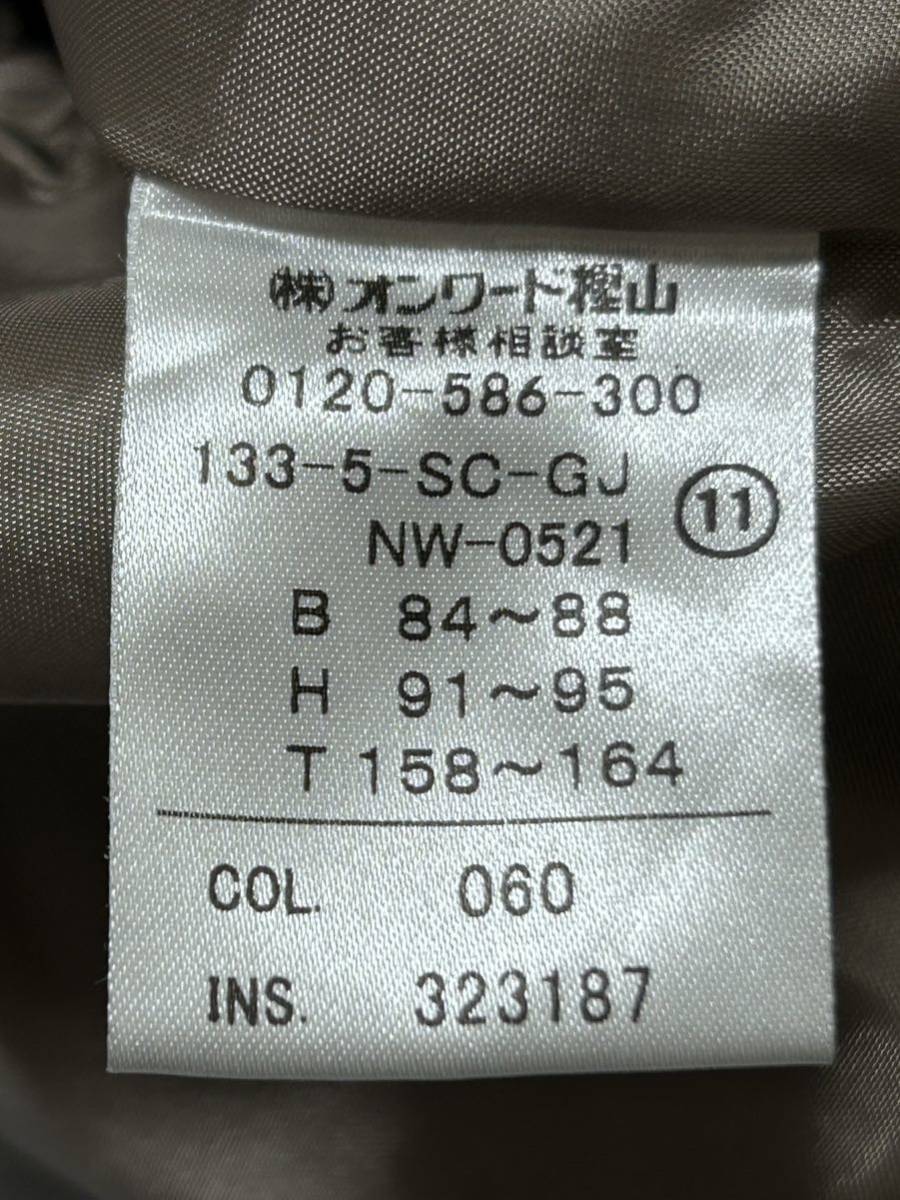 ㈱オンワード樫山
お客様相談室
0120-586-300
133-5-SC-GJ
NW-0521 ⑪
B 84~88
H 91~95
T 158~164
COL. 060
INS. 323187